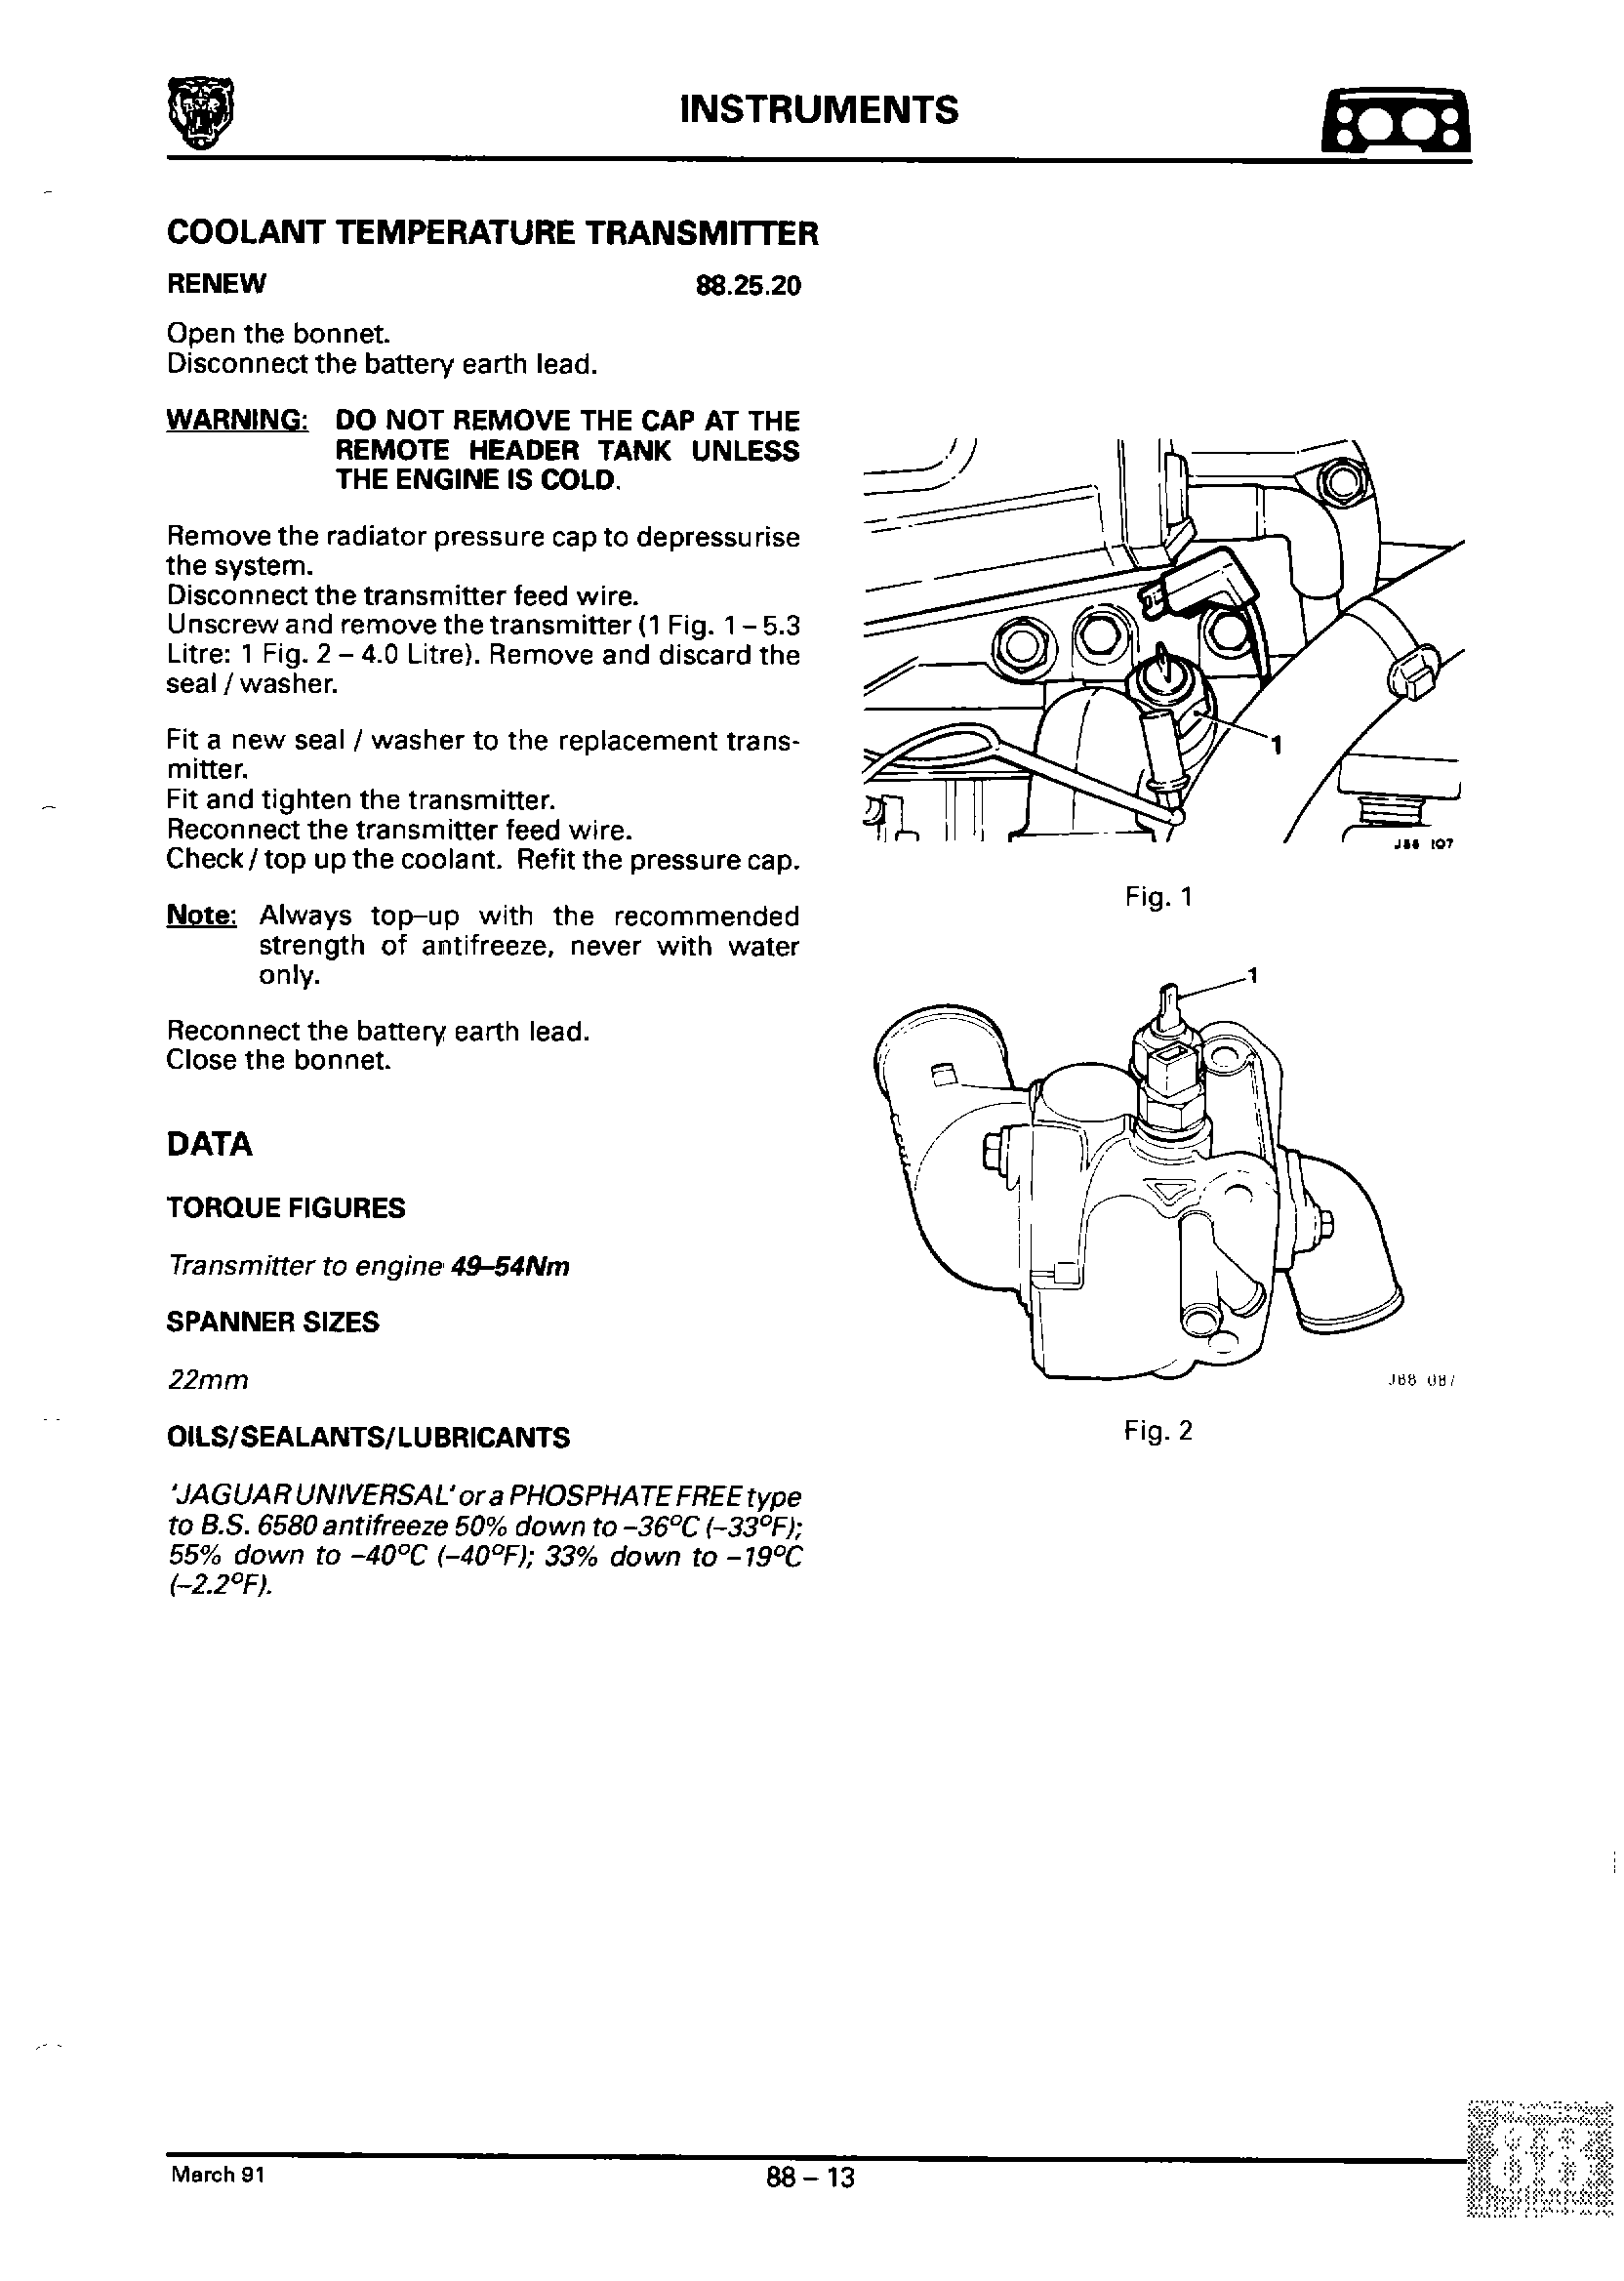 INSTRUMENTS
COOLANT TEMPERATURE TRANSMITTER
RENEW 88.25.20
Open the bonnet.
Disconnect the battery earth lead.
WARNING: DO NOT REMOVE THE CAP AT THE
REMOTE HEADER TANK UNLESS
THE ENGINE IS COLD.
Remove the radiator pressure cap to depressurise
the system.
Disconnect the transmitter feed wire.
Unscrew and remove the transmitter (1 Fig. 1 – 5.3
Litre: 1 Fig. 2 – 4.0 Litre). Remove and discard the
seal / washer.
Fit a new seal / washer to the replacement trans-
mitter.
Fit and tighten the transmitter.
Reconnect the transmitter feed wire.
Check / top up the coolant. Refit the pressure cap.
Note: Always top–up with the recommended
strength of antifreeze, never with water
only.
Reconnect the battery earth lead.
Close the bonnet.
DATA
TORQUE FIGURES
Transmitter to engine 49–54Nm
SPANNER SIZES
22mm
OILS/SEALANTS/LUBRICANTS
'JAGUAR UNIVERSAL' or a PHOSPHATE FREE type
to B.S. 6580 antifreeze 50% down to –36°C (–33°F);
55% down to –40°C (–40°F); 33% down to –19°C
(–2.2°F).
1
J88 107
Fig. 1
1
J88 087
Fig. 2
March 91
88 – 13
88